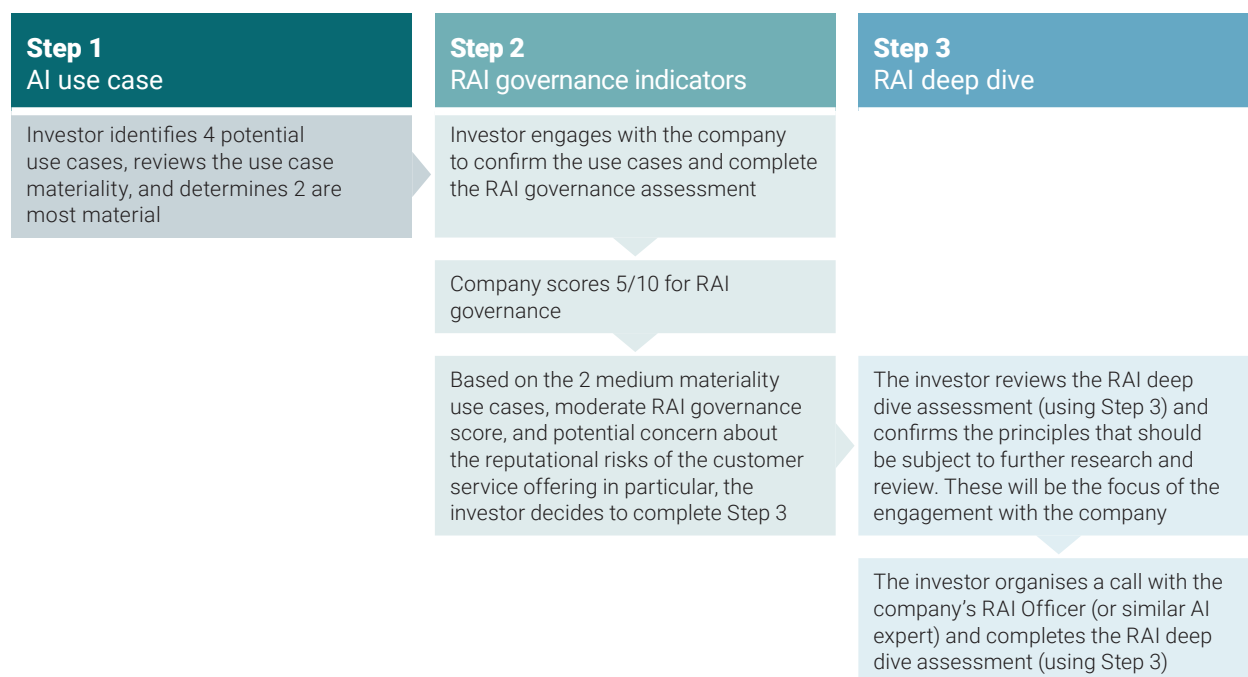 Step 1
AI use case
Investor identifies 4 potential
use cases, reviews the use case
materiality, and determines 2 are
most material
Step 2
RAI governance indicators
Investor engages with the company
to confirm the use cases and complete
the RAI governance assessment
Company scores 5/10 for RAI
governance
Based on the 2 medium materiality
use cases, moderate RAI governance
score, and potential concern about
the reputational risks of the customer
service offering in particular, the
investor decides to complete Step 3
Step 3
RAI deep dive
The investor reviews the RAI deep
dive assessment (using Step 3) and
confirms the principles that should
be subject to further research and
review. These will be the focus of the
engagement with the company
The investor organises a call with the
company's RAI Officer (or similar AI
expert) and completes the RAI deep
dive assessment (using Step 3)